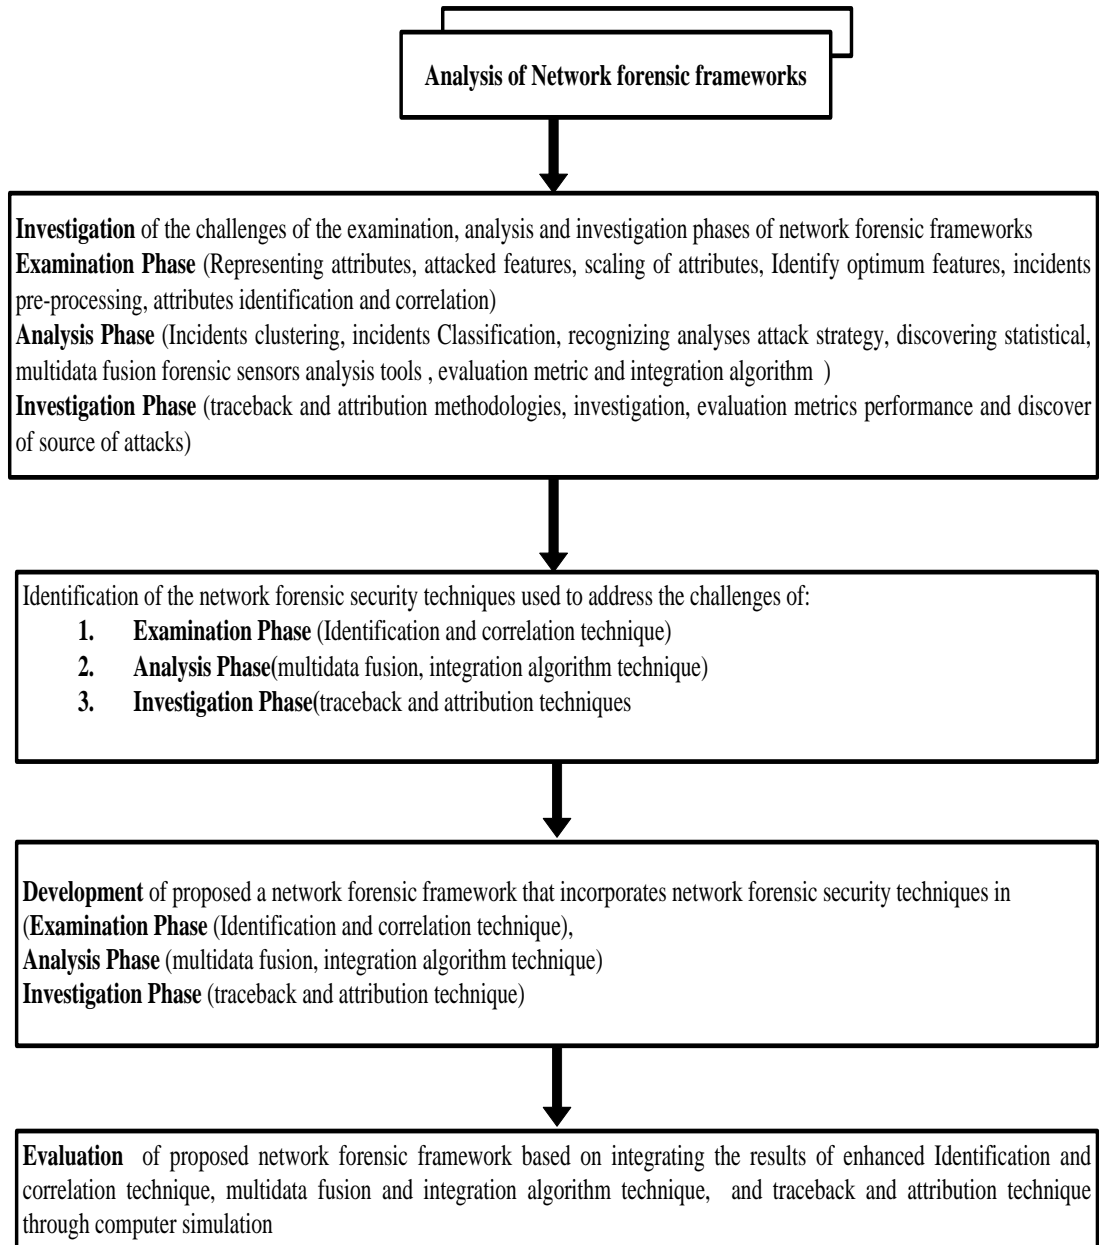 Analysis of Network forensic frameworks
Investigation of the challenges of the examination, analysis and investigation phases of network forensic frameworks
Examination Phase (Representing attributes, attacked features, scaling of attributes, Identify optimum features, incidents
pre-processing, attributes identification and correlation)
Analysis Phase (Incidents clustering, incidents Classification, recognizing analyses attack strategy, discovering statistical,
multidata fusion forensic sensors analysis tools , evaluation metric and integration algorithm )
Investigation Phase (traceback and attribution methodologies, investigation, evaluation metrics performance and discover
of source of attacks)
Identification of the network forensic security techniques used to address the challenges of:
1. Examination Phase (Identification and correlation technique)
2. Analysis Phase(multidata fusion, integration algorithm technique)
3. Investigation Phase(traceback and attribution techniques
Development of proposed a network forensic framework that incorporates network forensic security techniques in
(Examination Phase (Identification and correlation technique),
Analysis Phase (multidata fusion, integration algorithm technique)
Investigation Phase (traceback and attribution technique)
Evaluation of proposed network forensic framework based on integrating the results of enhanced Identification and
correlation technique, multidata fusion and integration algorithm technique, and traceback and attribution technique
through computer simulation